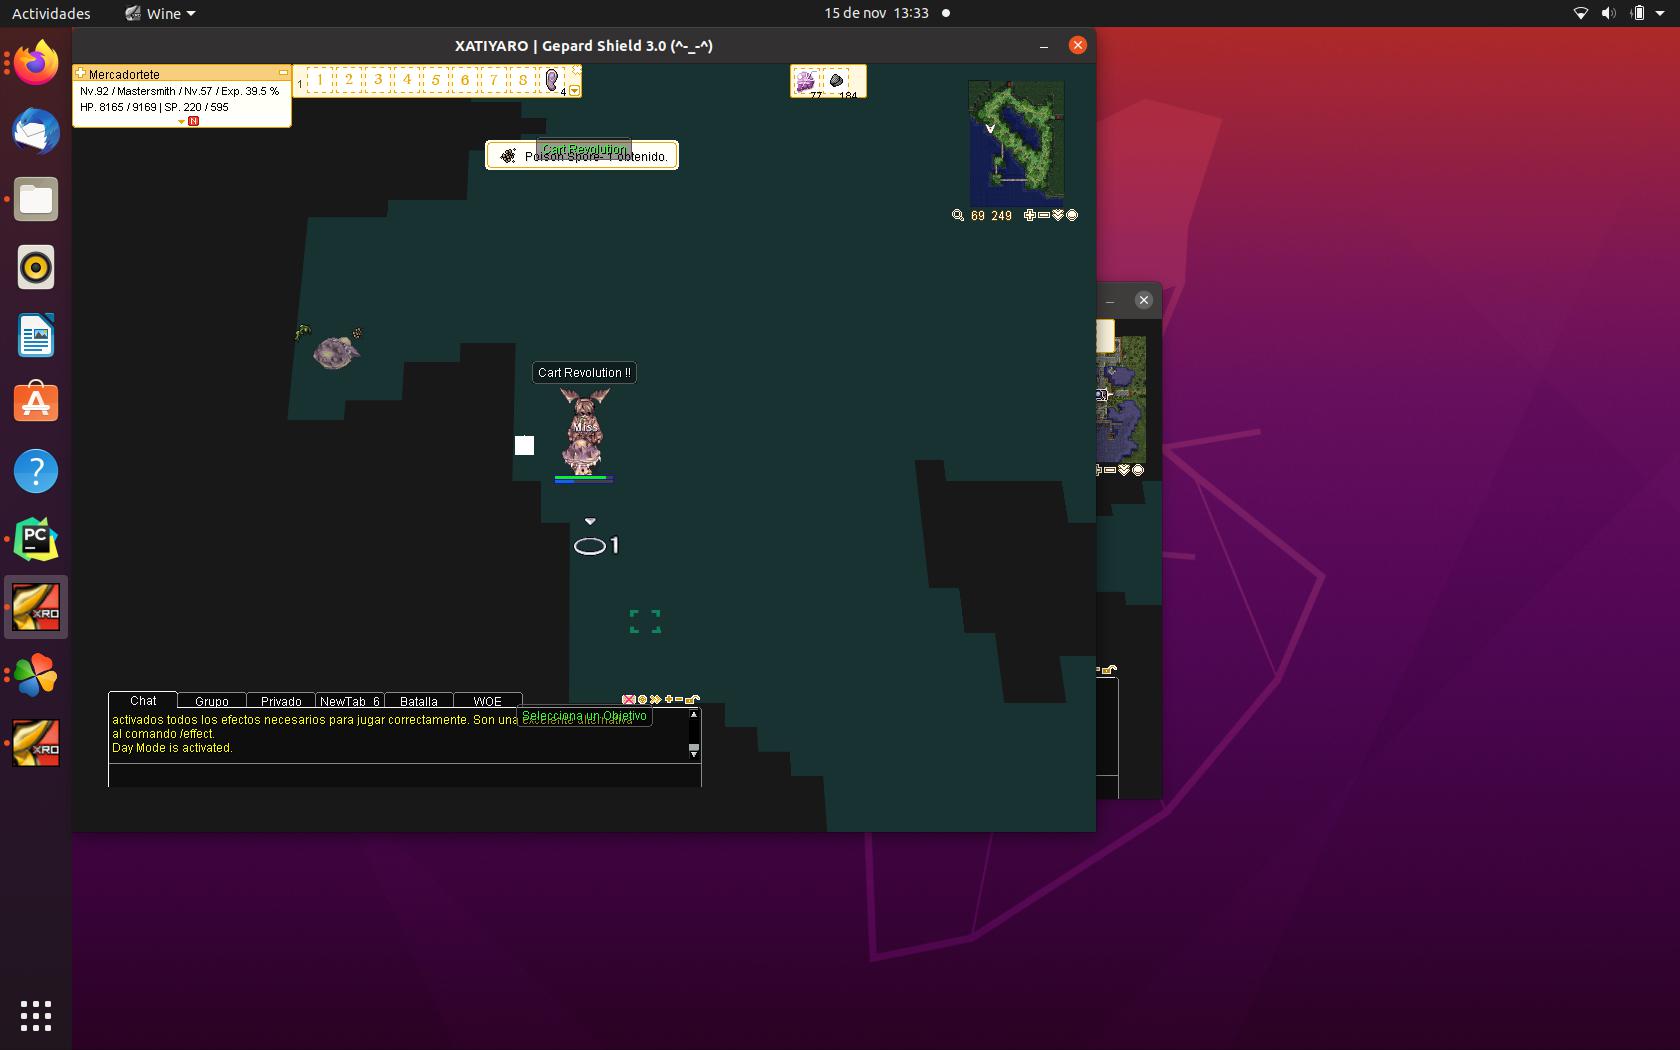 Actividades
Wine
15 de nov 13:33
XATIYARO | Gepard Shield 3.0 (^-_-^)
Mercadortete
Nv.92 / Mastersmith / Nv.57 / Exp. 39.5 %
HP. 8165 / 9169 | SP. 220 / 595
N
1 1 2 3 4 5 6 7 8 4
77 184
Cart Revolution
Poison Spore- 1 obtenido.
69 249
Cart Revolution !!
Miss
1
Chat Grupo Privado NewTab_6 Batalla WOE
activados todos los efectos necesarios para jugar correctamente. Son una excelente alternativa
Selecciona un Objetivo
al comando /effect.
Day Mode is activated.
PC
XRO
XRO